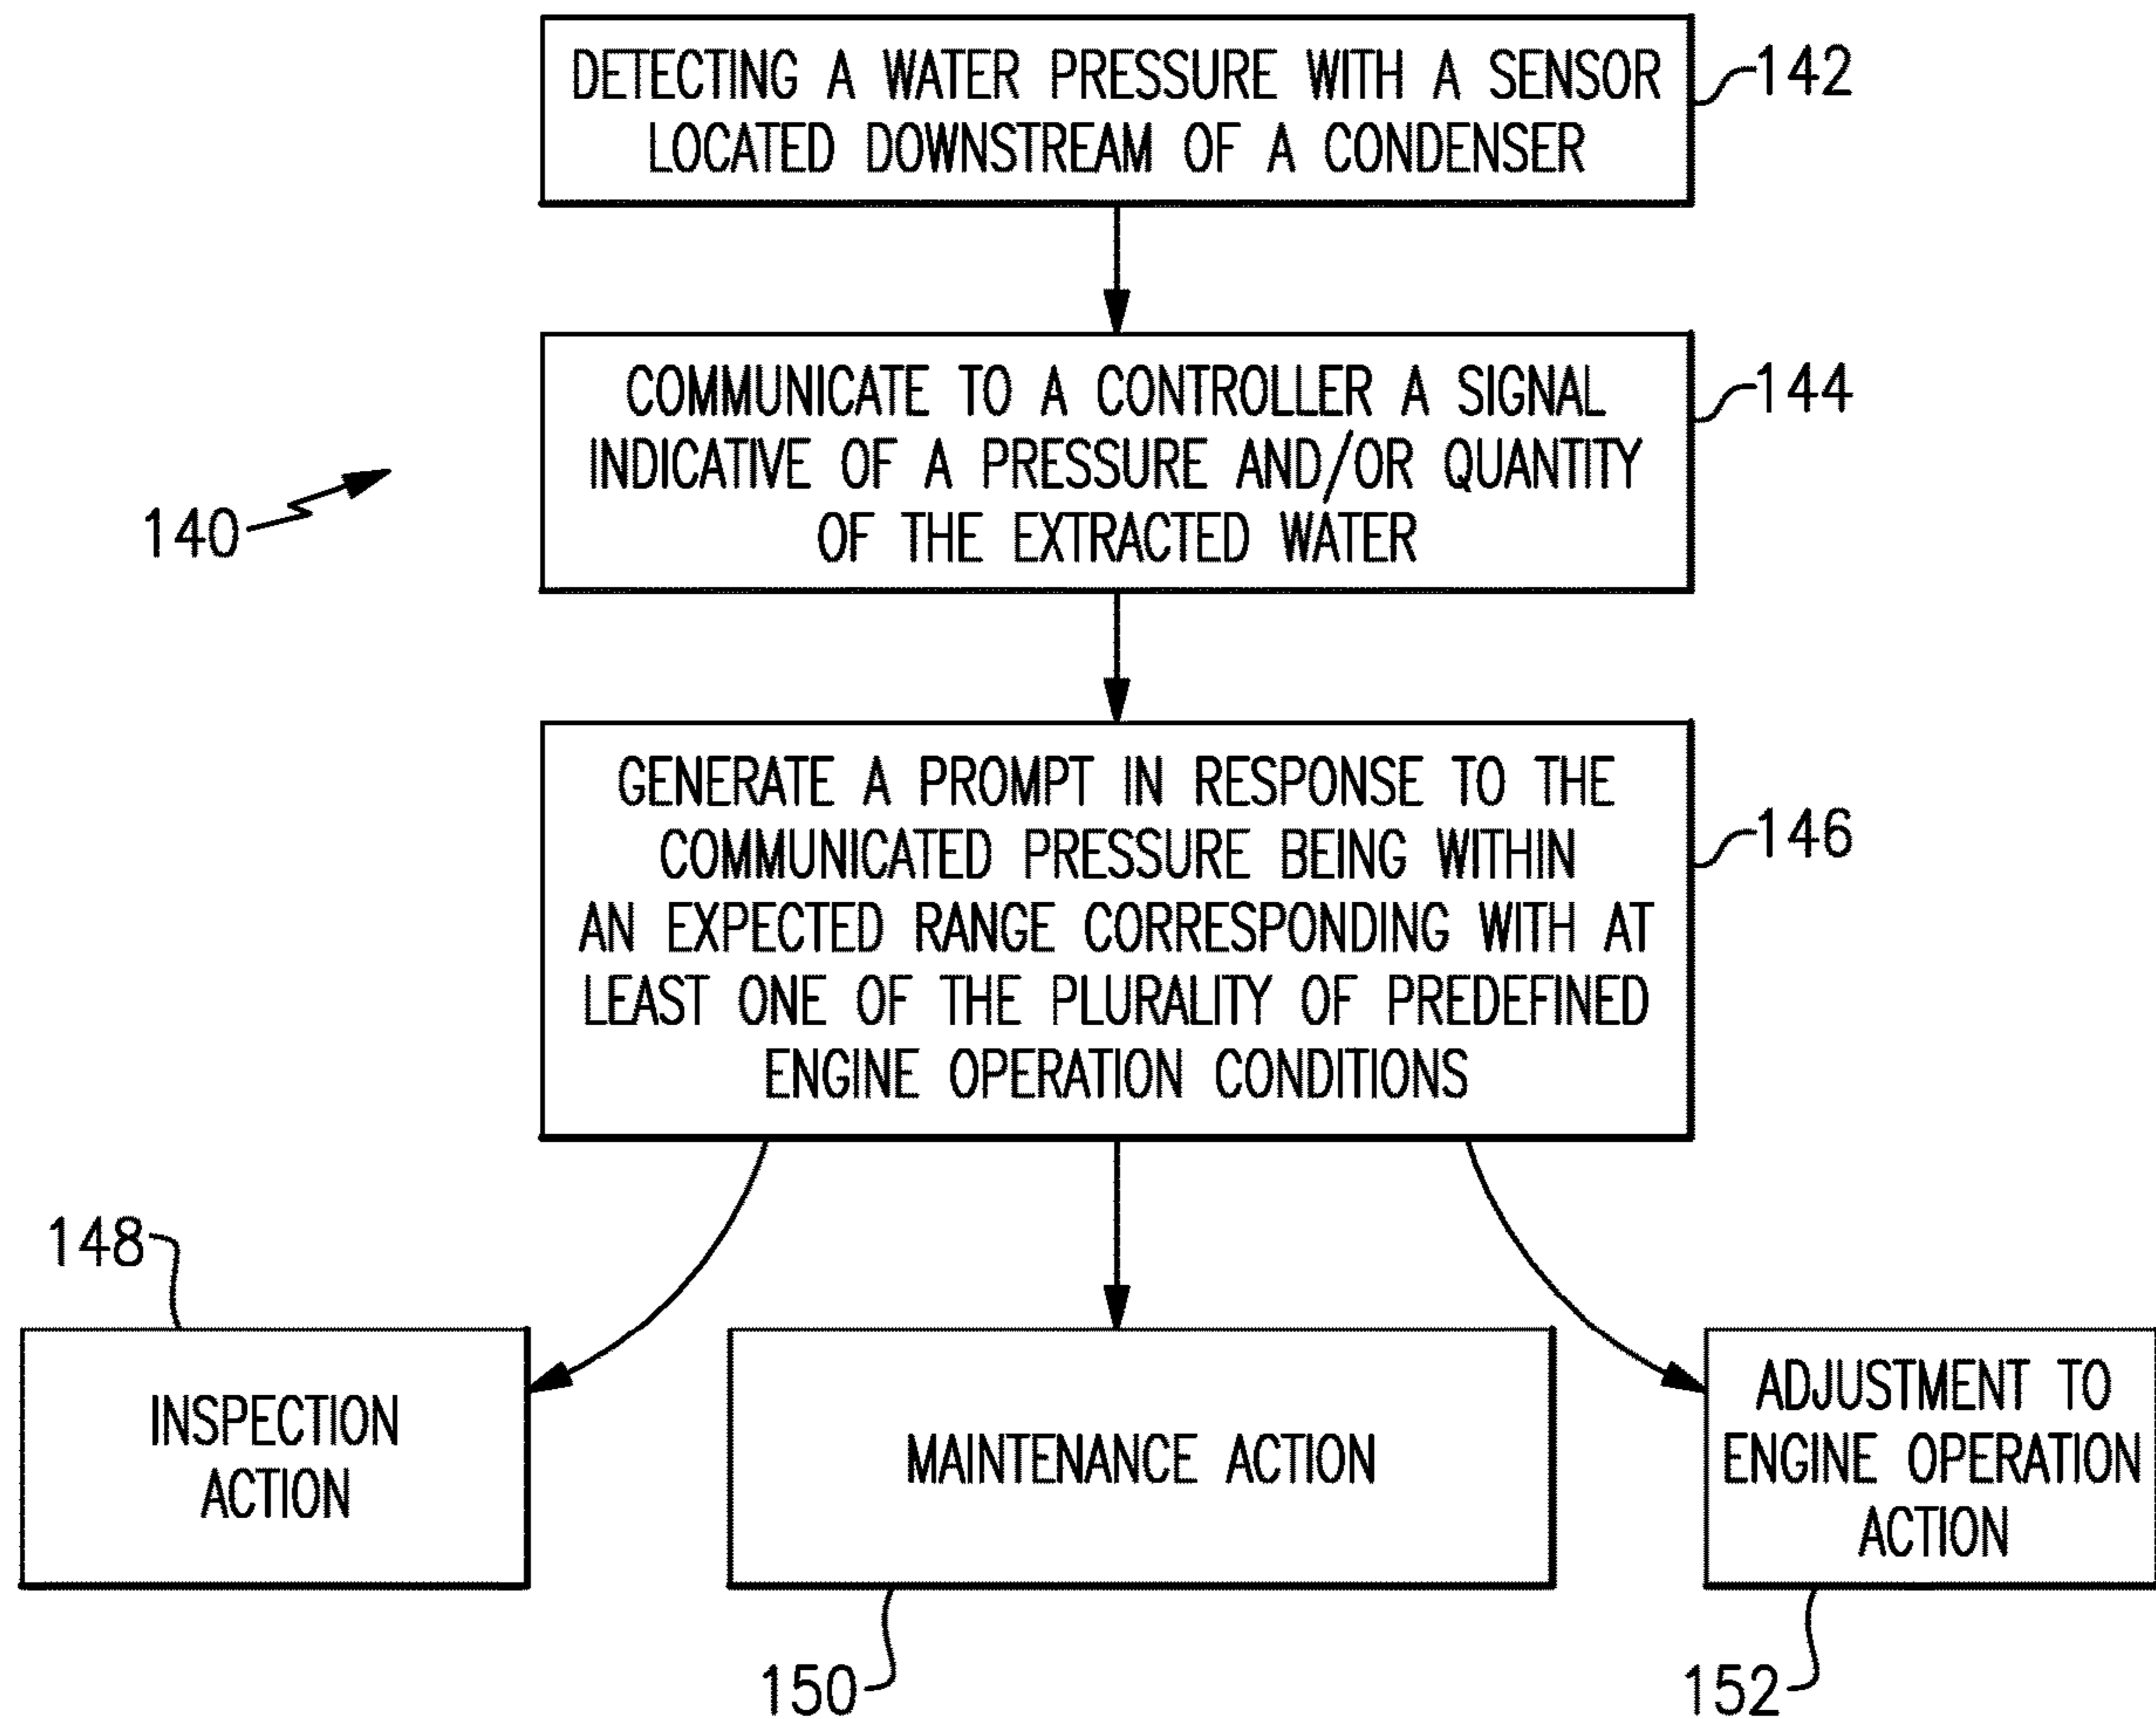 DETECTING A WATER PRESSURE WITH A SENSOR
LOCATED DOWNSTREAM OF A CONDENSER
142
COMMUNICATE TO A CONTROLLER A SIGNAL
INDICATIVE OF A PRESSURE AND/OR QUANTITY
OF THE EXTRACTED WATER
144
140
GENERATE A PROMPT IN RESPONSE TO THE
COMMUNICATED PRESSURE BEING WITHIN
AN EXPECTED RANGE CORRESPONDING WITH AT
LEAST ONE OF THE PLURALITY OF PREDEFINED
ENGINE OPERATION CONDITIONS
146
148
INSPECTION
ACTION
MAINTENANCE ACTION
ADJUSTMENT TO
ENGINE OPERATION
ACTION
150
152